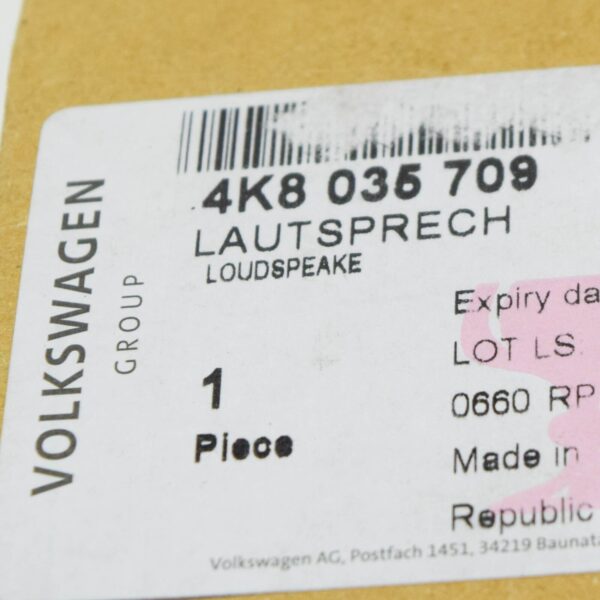 VOLKSWAGEN
GROUP
4K8 035 709
LAUTSPRECH
LOUDSPEAKE
1
Piece
Expiry da
LOT LS
0660 RP
Made in
Republic
Volkswagen AG, Postfach 1451, 34219 Baunata